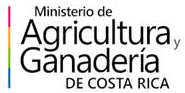 Ministerio de
Agricultura y
Ganadería
DE COSTA RICA